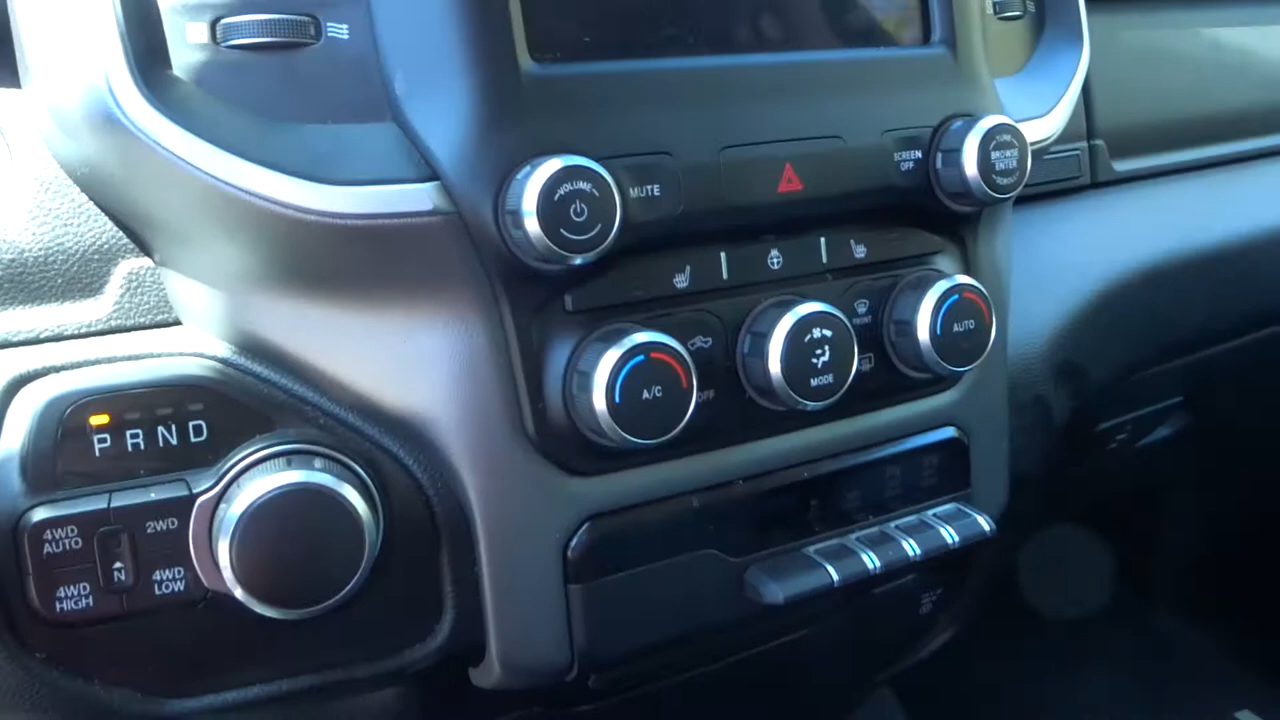 VOLUME
MUTE
SCREEN
OFF
TUNE
BROWSE
ENTER
SCROLL
A/C
OFF
MODE
FRONT
AUTO
P R N D
4WD
AUTO
2WD
N
4WD
HIGH
4WD
LOW